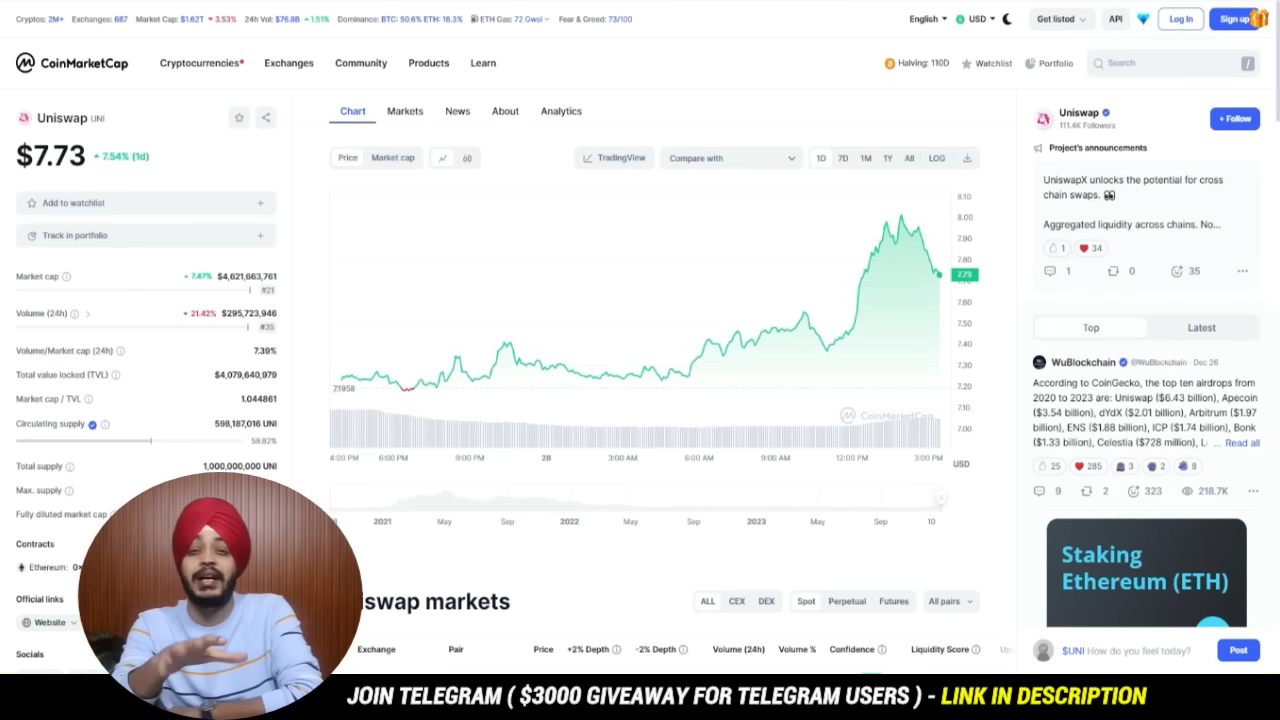 Cryptos: 2M+ Exchanges: 687 Market Cap: $1.62T 3.53% 24h Vol: $76.8B 1.51% Dominance: BTC: 50.6% ETH: 16.3% ETH Gas: 72 Gwei Fear & Greed: 73/100
English USD Get listed API Log In Sign up
CoinMarketCap Cryptocurrencies Exchanges Community Products Learn
Halving: 110D Watchlist Portfolio Search /
Uniswap UNI
$7.73 7.54% (1d)
Add to watchlist +
Track in portfolio +
Market cap 7.47% $4,621,663,761
#21
Volume (24h) 21.42% $295,723,946
#35
Volume/Market cap (24h) 7.39%
Total value locked (TVL) $4,079,640,979
Market cap / TVL 1.044861
Circulating supply 598,187,016 UNI
59.82%
Total supply 1,000,000,000 UNI
Max. supply
Fully diluted market cap
Contracts
Ethereum:
Official links
Website
Socials
Chart Markets News About Analytics
Price Market cap TradingView Compare with 1D 7D 1M 1Y All LOG
8.10
8.00
7.90
7.80
7.73
7.60
7.50
7.40
7.30
7.20
7.10
7.00
7.1958
CoinMarketCap
4:00 PM 6:00 PM 9:00 PM 28 3:00 AM 6:00 AM 9:00 AM 12:00 PM 3:00 PM USD
2021 May Sep 2022 May Sep 2023 May Sep 10
swap markets
ALL CEX DEX Spot Perpetual Futures All pairs
Exchange Pair Price +2% Depth -2% Depth Volume (24h) Volume % Confidence Liquidity Score Up
Uniswap
111.4K Followers
+ Follow
Project's announcements
UniswapX unlocks the potential for cross
chain swaps.
Aggregated liquidity across chains. No...
1 34
1 0 35
Top Latest
WuBlockchain @WuBlockchain · Dec 26
According to CoinGecko, the top ten airdrops from
2020 to 2023 are: Uniswap ($6.43 billion), Apecoin
($3.54 billion), dYdX ($2.01 billion), Arbitrum ($1.97
billion), ENS ($1.88 billion), ICP ($1.74 billion), Bonk
($1.33 billion), Celestia ($728 million), L ... Read all
25 285 3 2 8
9 2 323 218.7K
Staking
Ethereum (ETH)
$UNI How do you feel today? Post
JOIN TELEGRAM ( $3000 GIVEAWAY FOR TELEGRAM USERS ) - LINK IN DESCRIPTION